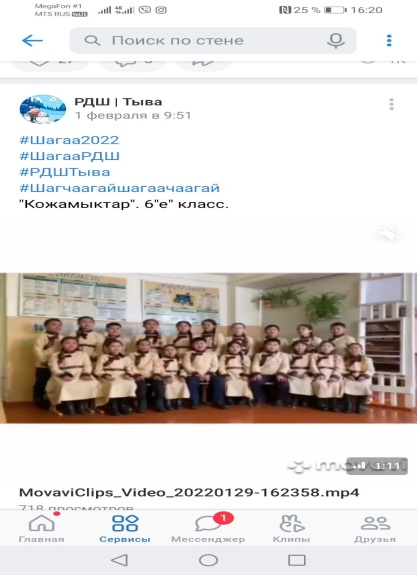 MegaFon #1
MTS RUS VoLTE
25 % 16:20
Поиск по стене
27
РДШ | Тыва
1 февраля в 9:51
#Шагаа2022
#ШагааРДШ
#РДШТыва
#Шагчаагайшагаачаагай
"Кожамыктар". 6"е" класс.
1:11
MovaviClips_Video_20220129-162358.mp4
718 просмотров
1
Главная Сервисы Мессенджер Клипы Друзья